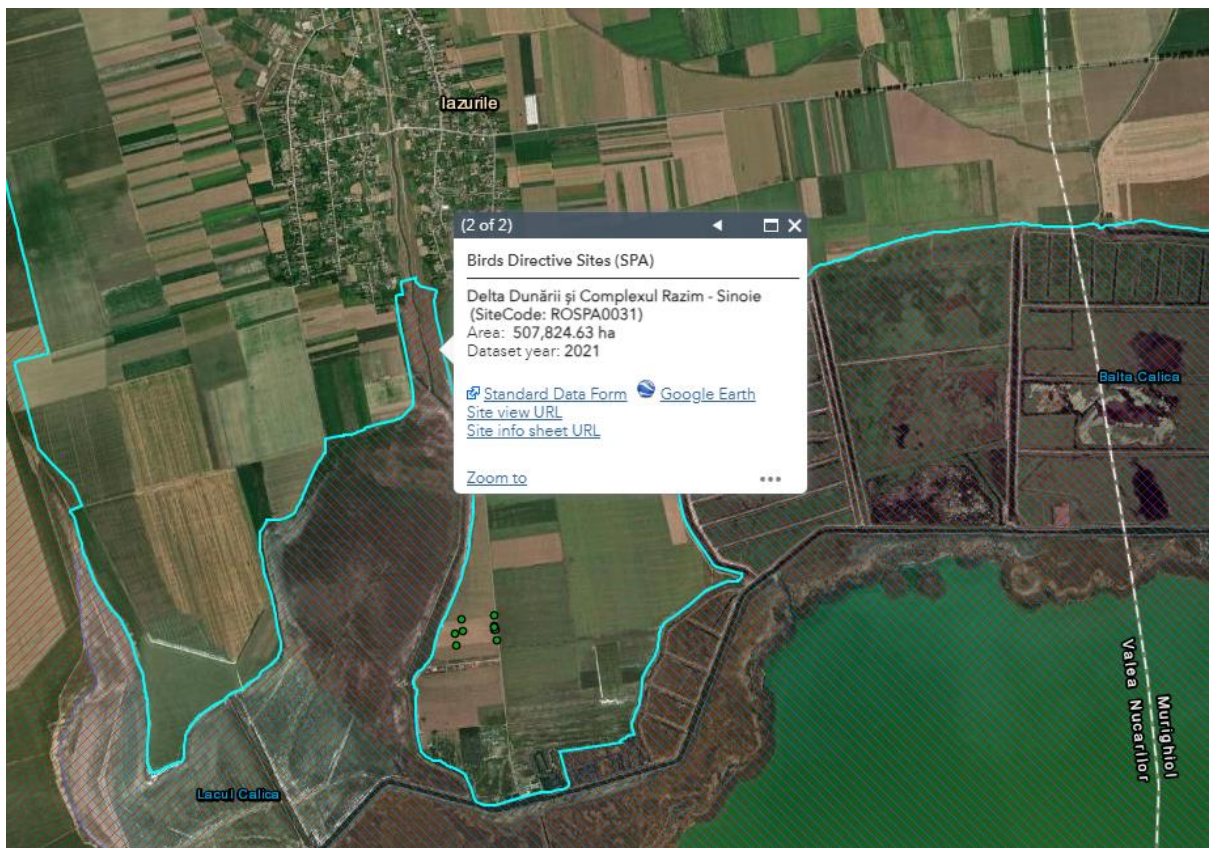 Iazurile
(2 of 2)
Birds Directive Sites (SPA)
Delta Dunării și Complexul Razim - Sinoie
(SiteCode: ROSPA0031)
Area: 507,824.63 ha
Dataset year: 2021
Standard Data Form Google Earth
Site view URL
Site info sheet URL
Zoom to
Balta Calica
Valea Nucarilor
Murighiol
Lacul Calica